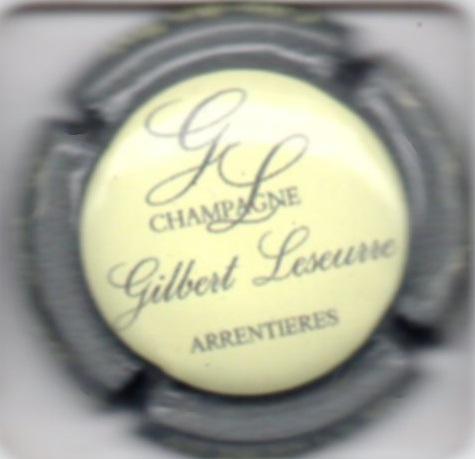 GL
CHAMPAGNE
Gilbert Leseurre
ARRENTIERES